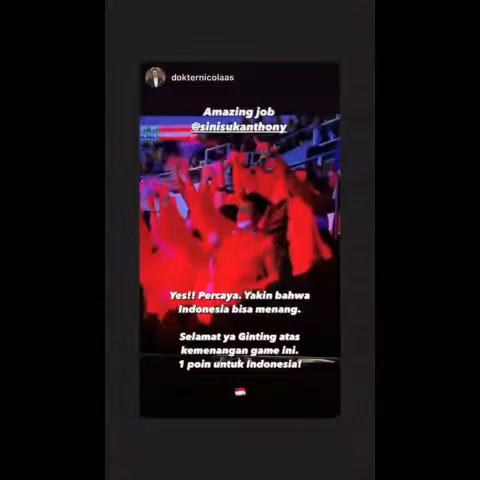 dokternicolaas
Amazing job
@sinisukanthony
Yes!! Percaya. Yakin bahwa
Indonesia bisa menang.
Selamat ya Ginting atas
kemenangan game ini.
1 poin untuk Indonesia!